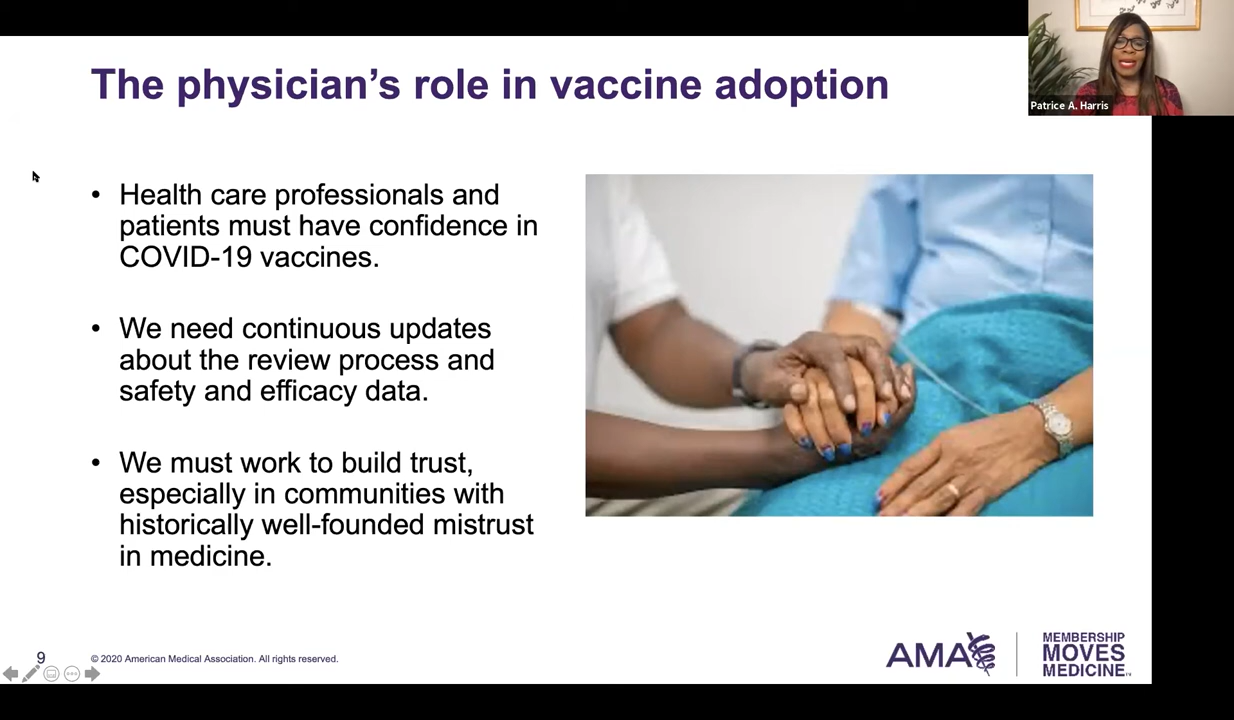 The physician’s role in vaccine adoption
Patrice A. Harris
• Health care professionals and
patients must have confidence in
COVID-19 vaccines.
• We need continuous updates
about the review process and
safety and efficacy data.
• We must work to build trust,
especially in communities with
historically well-founded mistrust
in medicine.
9
© 2020 American Medical Association. All rights reserved.
AMA
MEMBERSHIP
MOVES
MEDICINE™